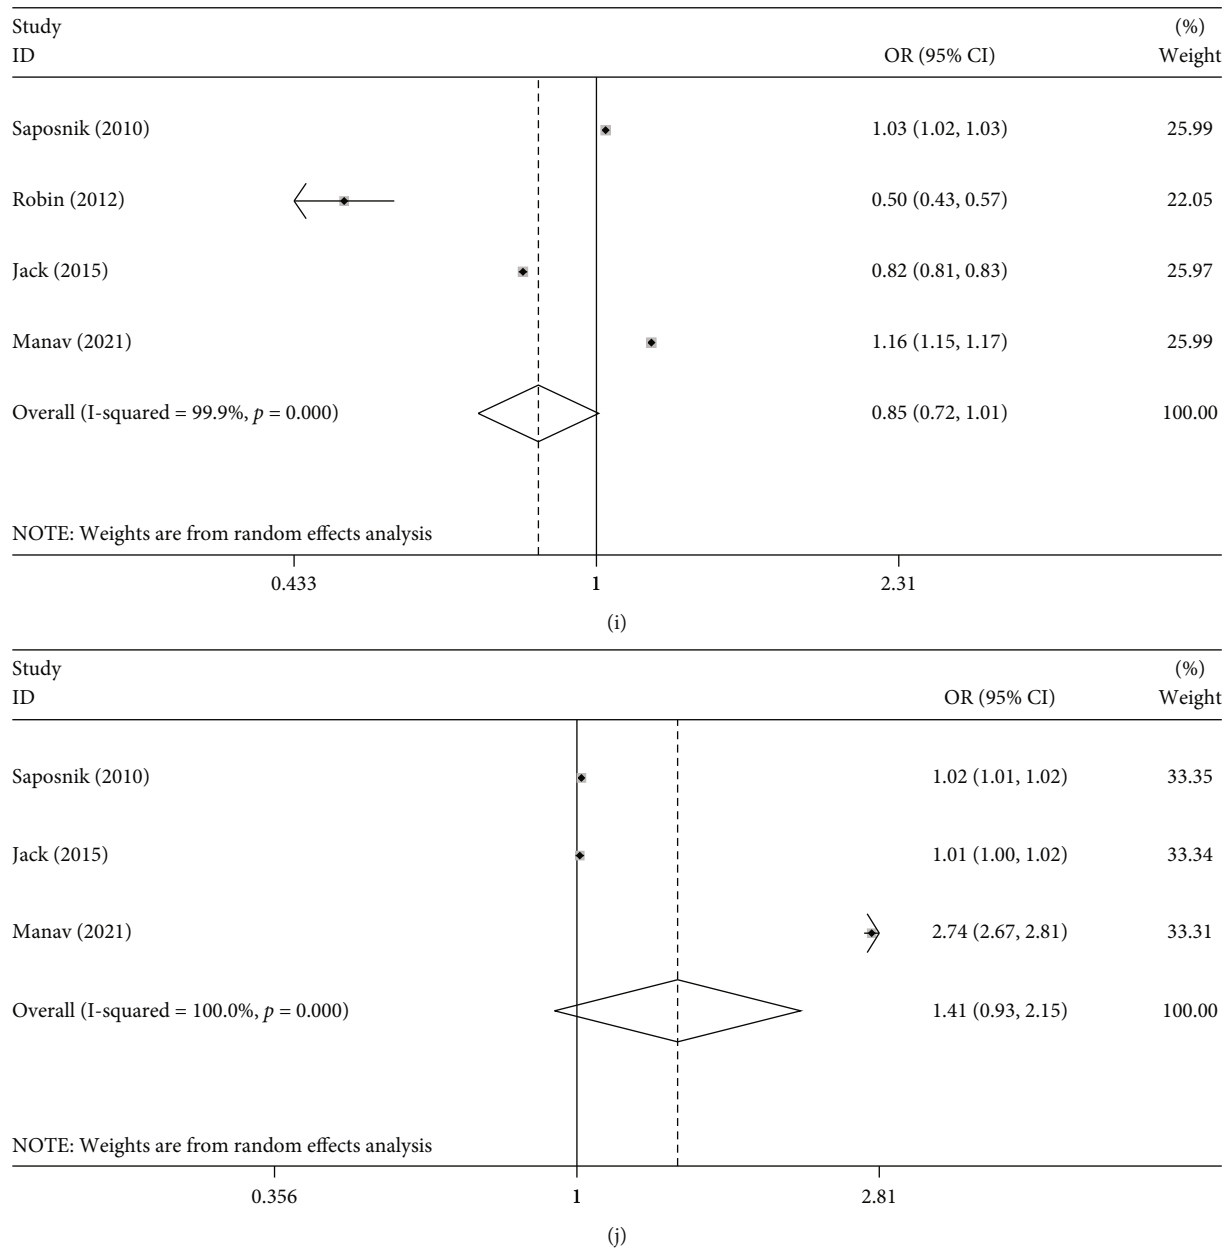 Study (%)
ID OR (95% CI) Weight
Saposnik (2010) 1.03 (1.02, 1.03) 25.99
Robin (2012) 0.50 (0.43, 0.57) 22.05
Jack (2015) 0.82 (0.81, 0.83) 25.97
Manav (2021) 1.16 (1.15, 1.17) 25.99
Overall (I-squared = 99.9%, p = 0.000) 0.85 (0.72, 1.01) 100.00
NOTE: Weights are from random effects analysis
0.433 1 2.31
(i)
Study (%)
ID OR (95% CI) Weight
Saposnik (2010) 1.02 (1.01, 1.02) 33.35
Jack (2015) 1.01 (1.00, 1.02) 33.34
Manav (2021) 2.74 (2.67, 2.81) 33.31
Overall (I-squared = 100.0%, p = 0.000) 1.41 (0.93, 2.15) 100.00
NOTE: Weights are from random effects analysis
0.356 1 2.81
(j)